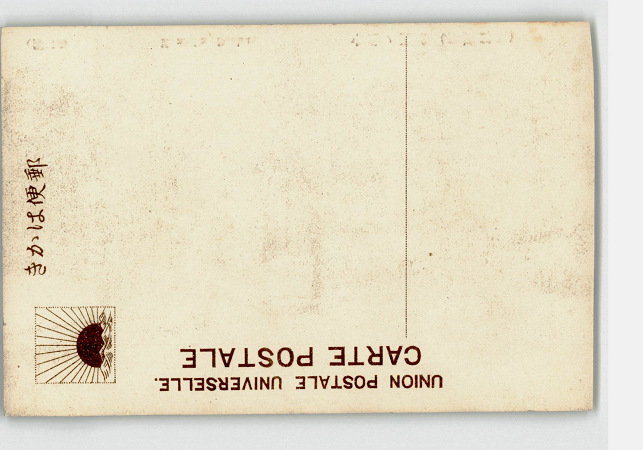 UNION POSTALE UNIVERSELLE.
CARTE POSTALE
郵便はかき